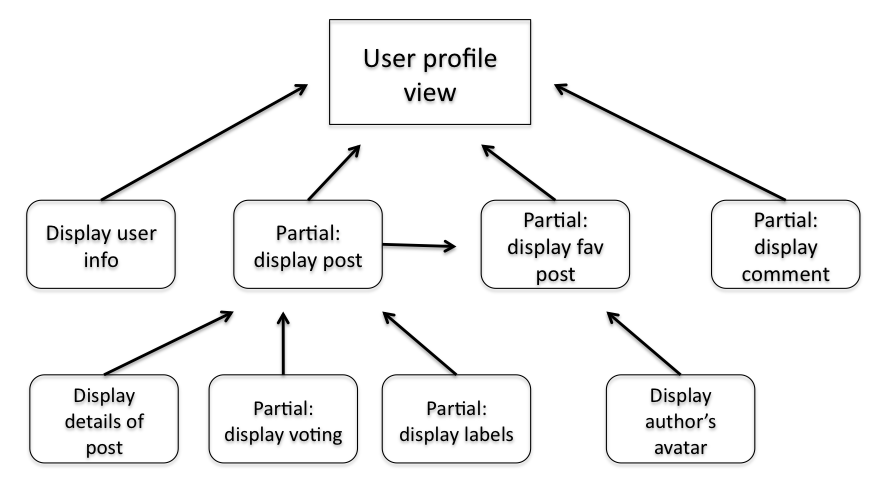 User profile
view
Display user
info
Partial:
display post
Partial:
display fav
post
Partial:
display
comment
Display
details of
post
Partial:
display voting
Partial:
display labels
Display
author's
avatar